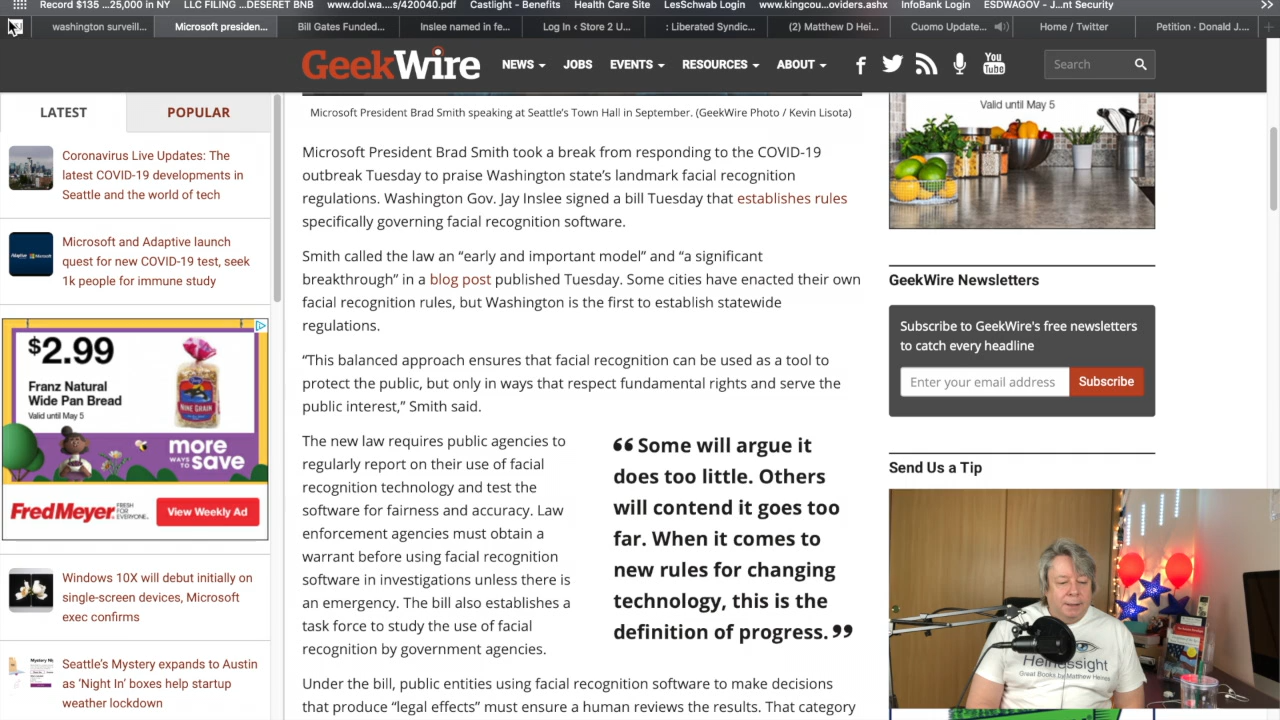 Record $135 ...25,000 in NY LLC FILING ...DESERET BNB www.dol.wa....s/420040.pdf Castlight - Benefits Health Care Site LesSchwab Login www.kingcou...oviders.ashx InfoBank Login ESDWAGOV - J...nt Security
washington surveill... Microsoft presiden... Bill Gates Funded... Inslee named in fe... Log In ‹ Store 2 U... : Liberated Syndic... (2) Matthew D Hei... Cuomo Update... Home / Twitter Petition · Donald J....
GeekWire NEWS JOBS EVENTS RESOURCES ABOUT You Tube Search
LATEST POPULAR
Coronavirus Live Updates: The
latest COVID-19 developments in
Seattle and the world of tech
Microsoft and Adaptive launch
quest for new COVID-19 test, seek
1k people for immune study
$2.99
Franz Natural
Wide Pan Bread
Valid until May 5
NINE GRAIN
more
WAYS TO
save
Fred Meyer FRESH FOR EVERYONE. View Weekly Ad
Windows 10X will debut initially on
single-screen devices, Microsoft
exec confirms
Seattle's Mystery expands to Austin
as 'Night In' boxes help startup
weather lockdown
Microsoft President Brad Smith speaking at Seattle's Town Hall in September. (GeekWire Photo / Kevin Lisota)
Microsoft President Brad Smith took a break from responding to the COVID-19
outbreak Tuesday to praise Washington state's landmark facial recognition
regulations. Washington Gov. Jay Inslee signed a bill Tuesday that establishes rules
specifically governing facial recognition software.
Smith called the law an “early and important model” and “a significant
breakthrough” in a blog post published Tuesday. Some cities have enacted their own
facial recognition rules, but Washington is the first to establish statewide
regulations.
“This balanced approach ensures that facial recognition can be used as a tool to
protect the public, but only in ways that respect fundamental rights and serve the
public interest,” Smith said.
The new law requires public agencies to
regularly report on their use of facial
recognition technology and test the
software for fairness and accuracy. Law
enforcement agencies must obtain a
warrant before using facial recognition
software in investigations unless there is
an emergency. The bill also establishes a
task force to study the use of facial
recognition by government agencies.
“ Some will argue it
does too little. Others
will contend it goes too
far. When it comes to
new rules for changing
technology, this is the
definition of progress. ”
Under the bill, public entities using facial recognition software to make decisions
that produce “legal effects” must ensure a human reviews the results. That category
Valid until May 5
GeekWire Newsletters
Subscribe to GeekWire's free newsletters
to catch every headline
Enter your email address Subscribe
Send Us a Tip
Heinessight
Great Books by Matthew Heines